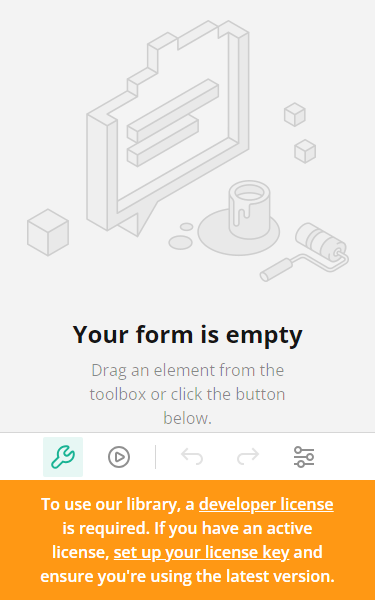 Your form is empty
Drag an element from the
toolbox or click the button
below.
To use our library, a developer license
is required. If you have an active
license, set up your license key and
ensure you're using the latest version.